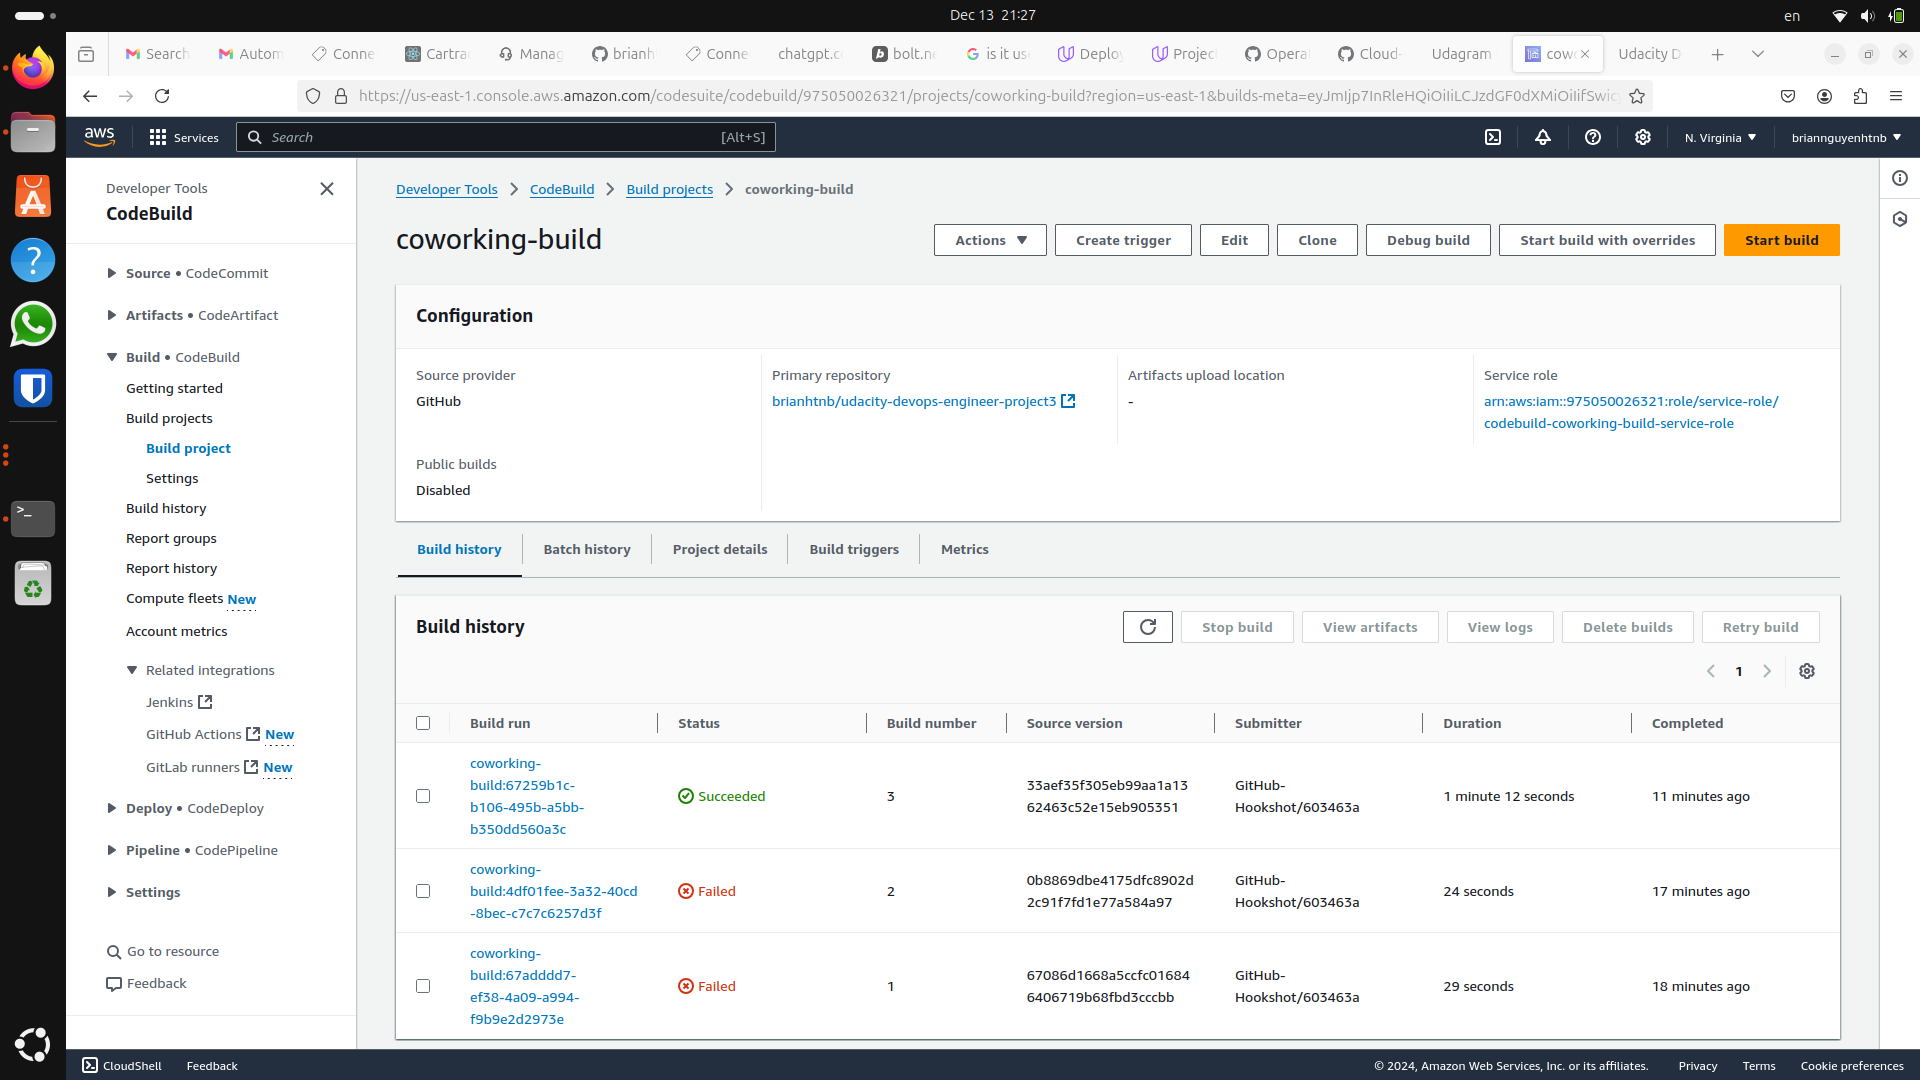 Dec 13 21:27
en
Search
Autom
Conne
Cartra
Manag
brianh
Conne
chatgpt.c
bolt.ne
is it us
Deploy
Project
Opera
Cloud-
Udagram
cowo
Udacity D
https://us-east-1.console.aws.amazon.com/codesuite/codebuild/975050026321/projects/coworking-build?region=us-east-1&builds-meta=eyJmIjp7InRleHQiOiIiLCJzdGF0dXMiOiIifSwic
aws
Services
Search
[Alt+S]
N. Virginia
briannguyenhtnb
Developer Tools
CodeBuild
Source • CodeCommit
Artifacts • CodeArtifact
Build • CodeBuild
Getting started
Build projects
Build project
Settings
Build history
Report groups
Report history
Compute fleets New
Account metrics
Related integrations
Jenkins
GitHub Actions New
GitLab runners New
Deploy • CodeDeploy
Pipeline • CodePipeline
Settings
Go to resource
Feedback
Developer Tools
CodeBuild
Build projects
coworking-build
coworking-build
Actions
Create trigger
Edit
Clone
Debug build
Start build with overrides
Start build
Configuration
Source provider
GitHub
Primary repository
brianhtnb/udacity-devops-engineer-project3
Artifacts upload location
-
Service role
arn:aws:iam::975050026321:role/service-role/
codebuild-coworking-build-service-role
Public builds
Disabled
Build history
Batch history
Project details
Build triggers
Metrics
Build history
Stop build
View artifacts
View logs
Delete builds
Retry build
1
Build run
Status
Build number
Source version
Submitter
Duration
Completed
coworking-
build:67259b1c-
b106-495b-a5bb-
b350dd560a3c
Succeeded
3
33aef35f305eb99aa1a13
62463c52e15eb905351
GitHub-
Hookshot/603463a
1 minute 12 seconds
11 minutes ago
coworking-
build:4df01fee-3a32-40cd
-8bec-c7c7c6257d3f
Failed
2
0b8869dbe4175dfc8902d
2c91f7fd1e77a584a97
GitHub-
Hookshot/603463a
24 seconds
17 minutes ago
coworking-
build:67adddd7-
ef38-4a09-a994-
f9b9e2d2973e
Failed
1
67086d1668a5ccfc01684
6406719b68fbd3cccbb
GitHub-
Hookshot/603463a
29 seconds
18 minutes ago
CloudShell
Feedback
© 2024, Amazon Web Services, Inc. or its affiliates.
Privacy
Terms
Cookie preferences